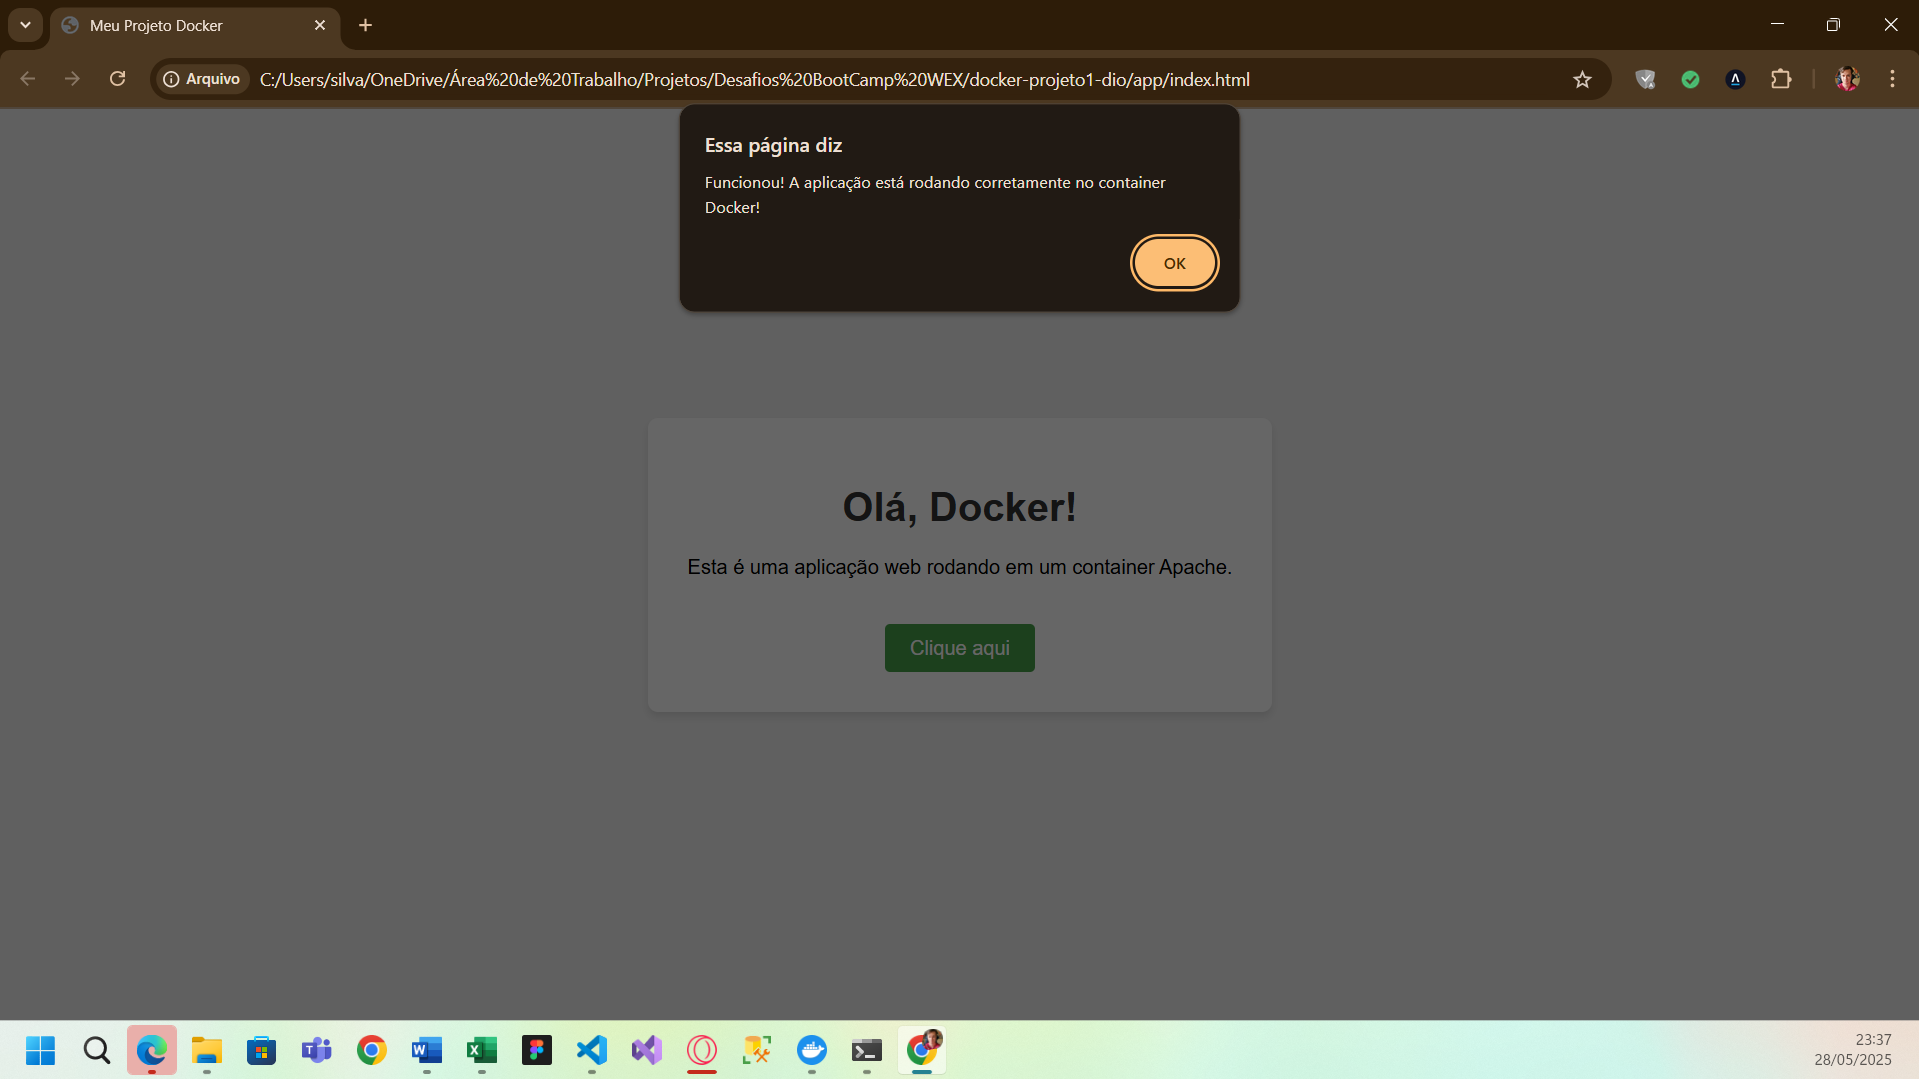 Meu Projeto Docker
Arquivo
C:/Users/silva/OneDrive/Área%20de%20Trabalho/Projetos/Desafios%20BootCamp%20WEX/docker-projeto1-dio/app/index.html
Essa página diz
Funcionou! A aplicação está rodando corretamente no container
Docker!
OK
Olá, Docker!
Esta é uma aplicação web rodando em um container Apache.
Clique aqui
23:37
28/05/2025